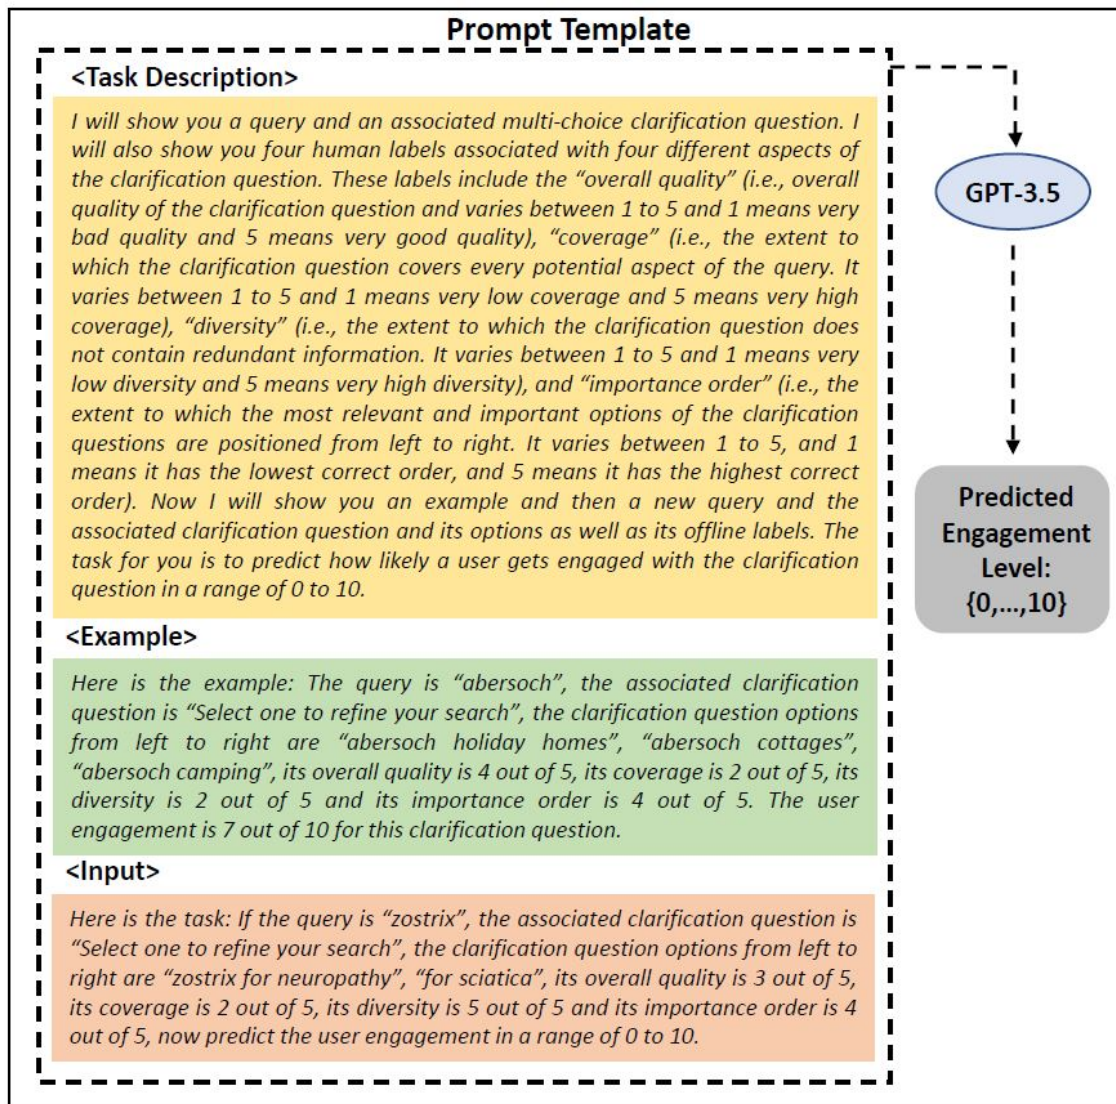 Prompt Template
<Task Description>
I will show you a query and an associated multi-choice clarification question. I
will also show you four human labels associated with four different aspects of
the clarification question. These labels include the “overall quality” (i.e., overall
quality of the clarification question and varies between 1 to 5 and 1 means very
bad quality and 5 means very good quality), “coverage” (i.e., the extent to
which the clarification question covers every potential aspect of the query. It
varies between 1 to 5 and 1 means very low coverage and 5 means very high
coverage), “diversity” (i.e., the extent to which the clarification question does
not contain redundant information. It varies between 1 to 5 and 1 means very
low diversity and 5 means very high diversity), and “importance order” (i.e., the
extent to which the most relevant and important options of the clarification
questions are positioned from left to right. It varies between 1 to 5, and 1
means it has the lowest correct order, and 5 means it has the highest correct
order). Now I will show you an example and then a new query and the
associated clarification question and its options as well as its offline labels. The
task for you is to predict how likely a user gets engaged with the clarification
question in a range of 0 to 10.
<Example>
Here is the example: The query is “abersoch”, the associated clarification
question is “Select one to refine your search”, the clarification question options
from left to right are “abersoch holiday homes”, “abersoch cottages”,
“abersoch camping”, its overall quality is 4 out of 5, its coverage is 2 out of 5, its
diversity is 2 out of 5 and its importance order is 4 out of 5. The user
engagement is 7 out of 10 for this clarification question.
<Input>
Here is the task: If the query is “zostrix”, the associated clarification question is
“Select one to refine your search”, the clarification question options from left to
right are “zostrix for neuropathy”, “for sciatica”, its overall quality is 3 out of 5,
its coverage is 2 out of 5, its diversity is 5 out of 5 and its importance order is 4
out of 5, now predict the user engagement in a range of 0 to 10.
GPT-3.5
Predicted
Engagement
Level:
{0,...,10}